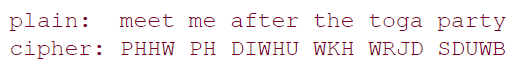 plain:  meet me after the toga party
cipher: PHHW PH DIWHU WKH WRJD SDUWB